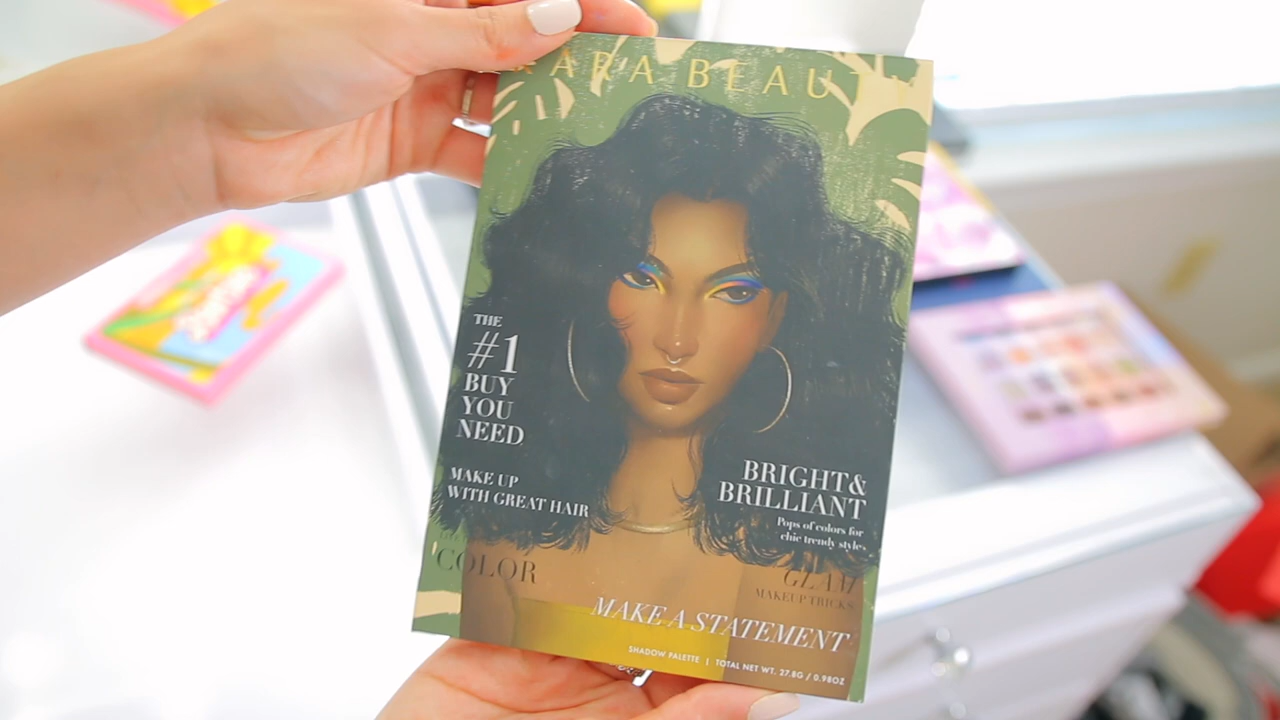 KARA BEAUTY
THE
#1
BUY
YOU
NEED
MAKE UP
WITH GREAT HAIR
BRIGHT&
BRILLIANT
Pops of colors for
chic trendy styles
COLOR
GLAM
MAKEUP TRICKS
MAKE A STATEMENT
SHADOW PALETTE | TOTAL NET WT. 27.8G / 0.98OZ